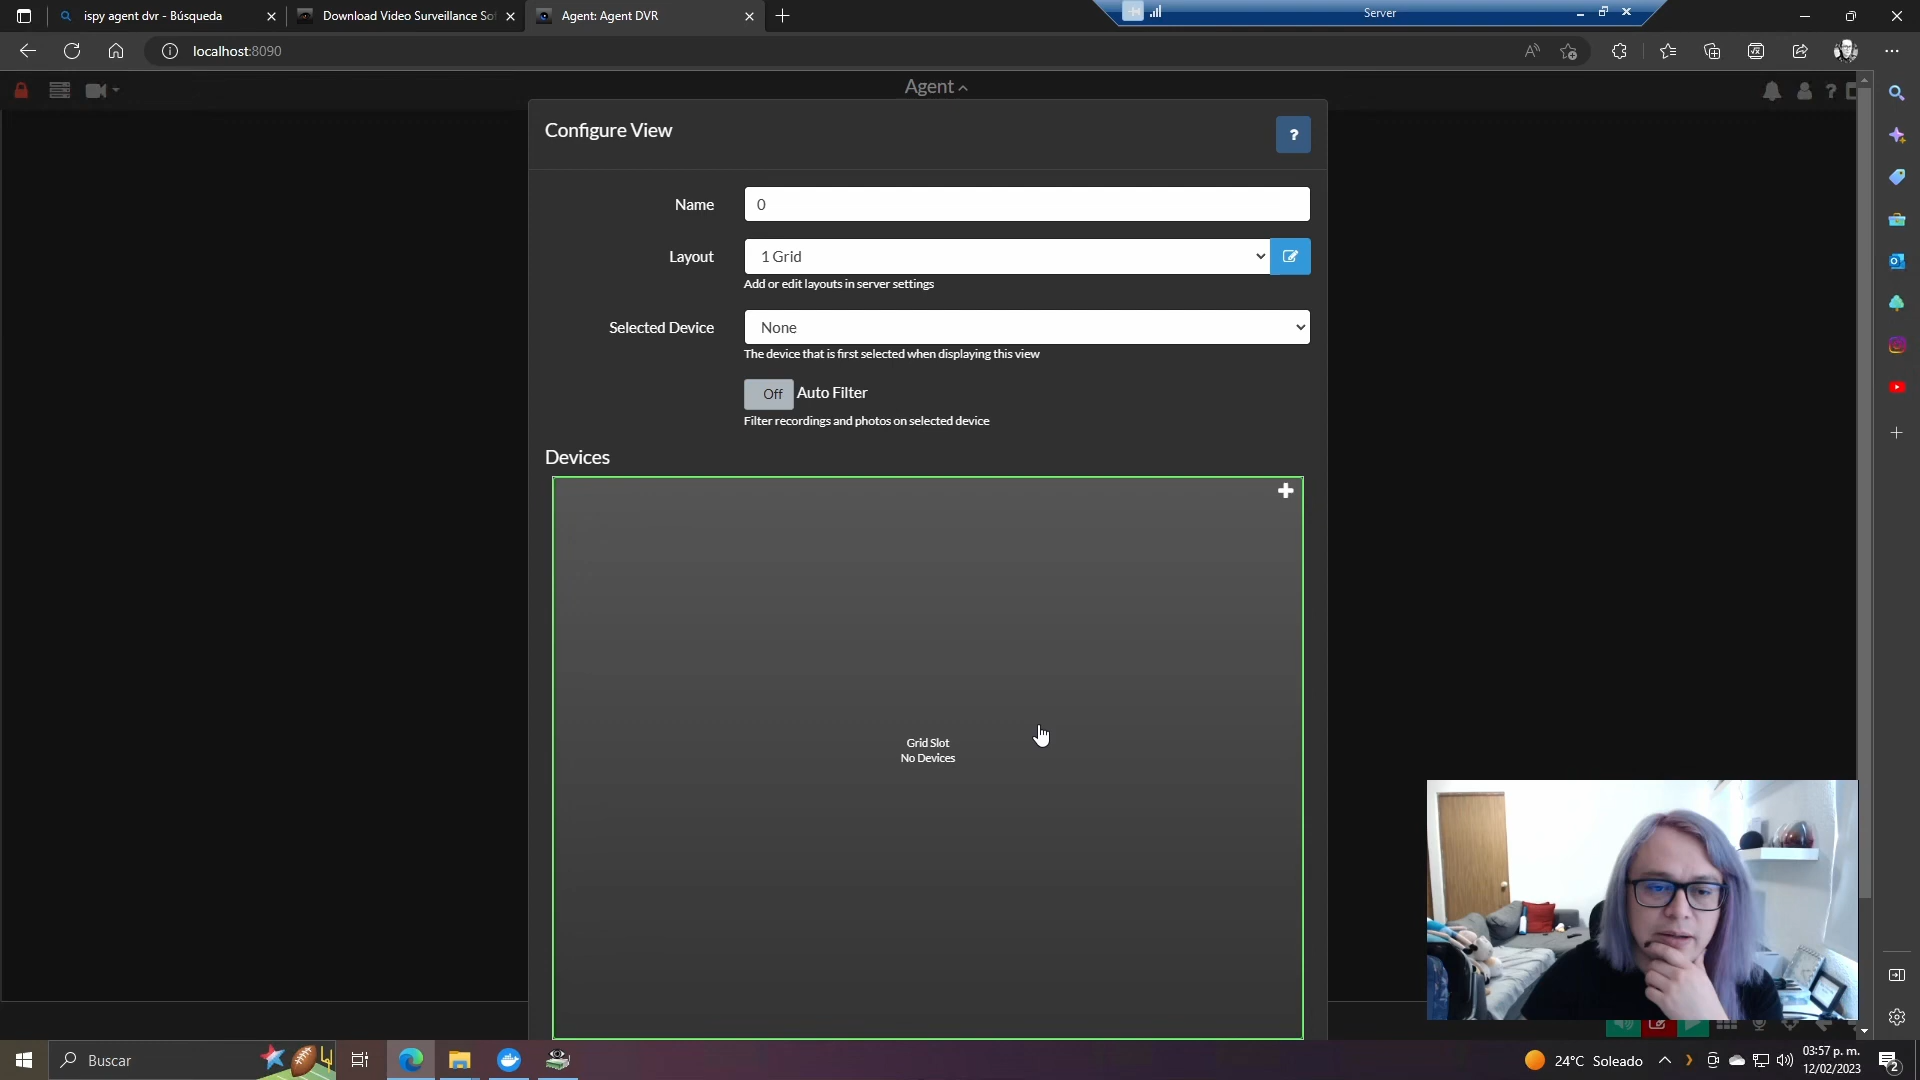 ispy agent dvr - Búsqueda
Download Video Surveillance So
Agent: Agent DVR
Server
localhost:8090
Agent
Configure View
?
Name
0
Layout
1 Grid
Add or edit layouts in server settings
Selected Device
None
The device that is first selected when displaying this view
Off
Auto Filter
Filter recordings and photos on selected device
Devices
Grid Slot
No Devices
Buscar
24°C Soleado
03:57 p. m.
12/02/2023
2